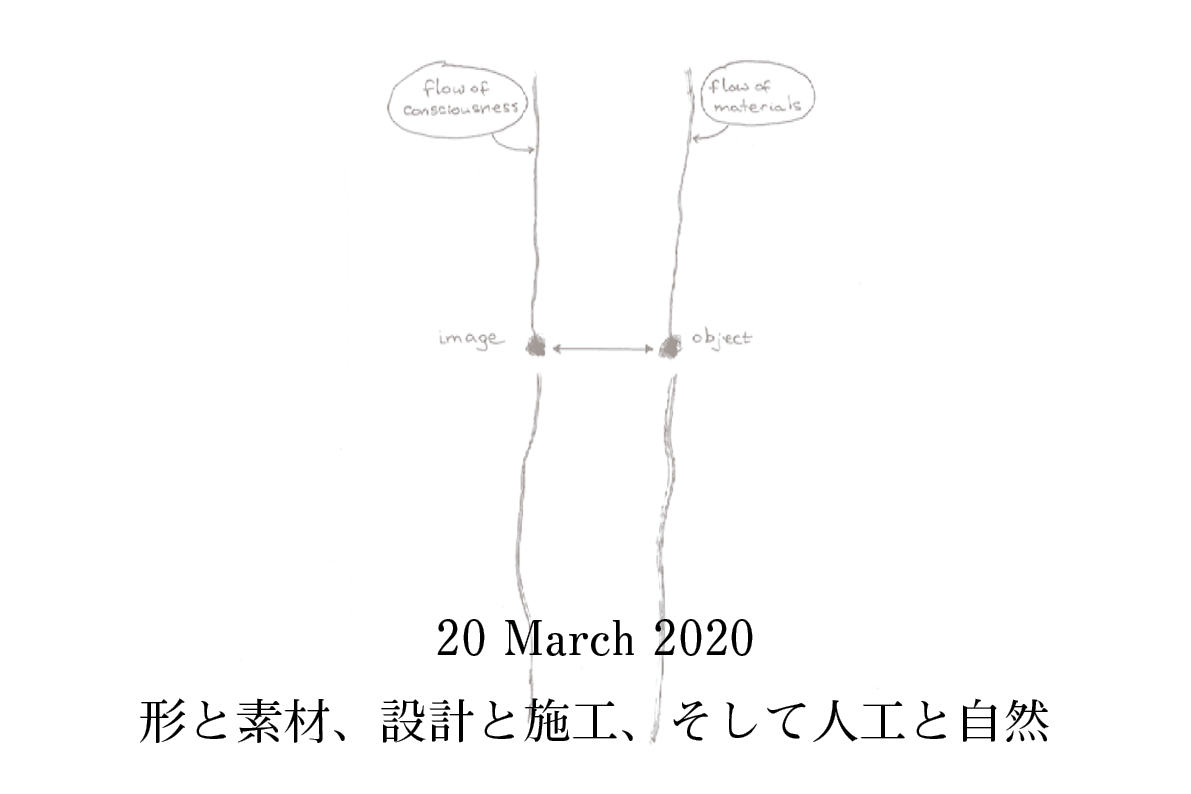 flow of
consciousness
flow of
materials
image
object
20 March 2020
形と素材、設計と施工、そして人工と自然